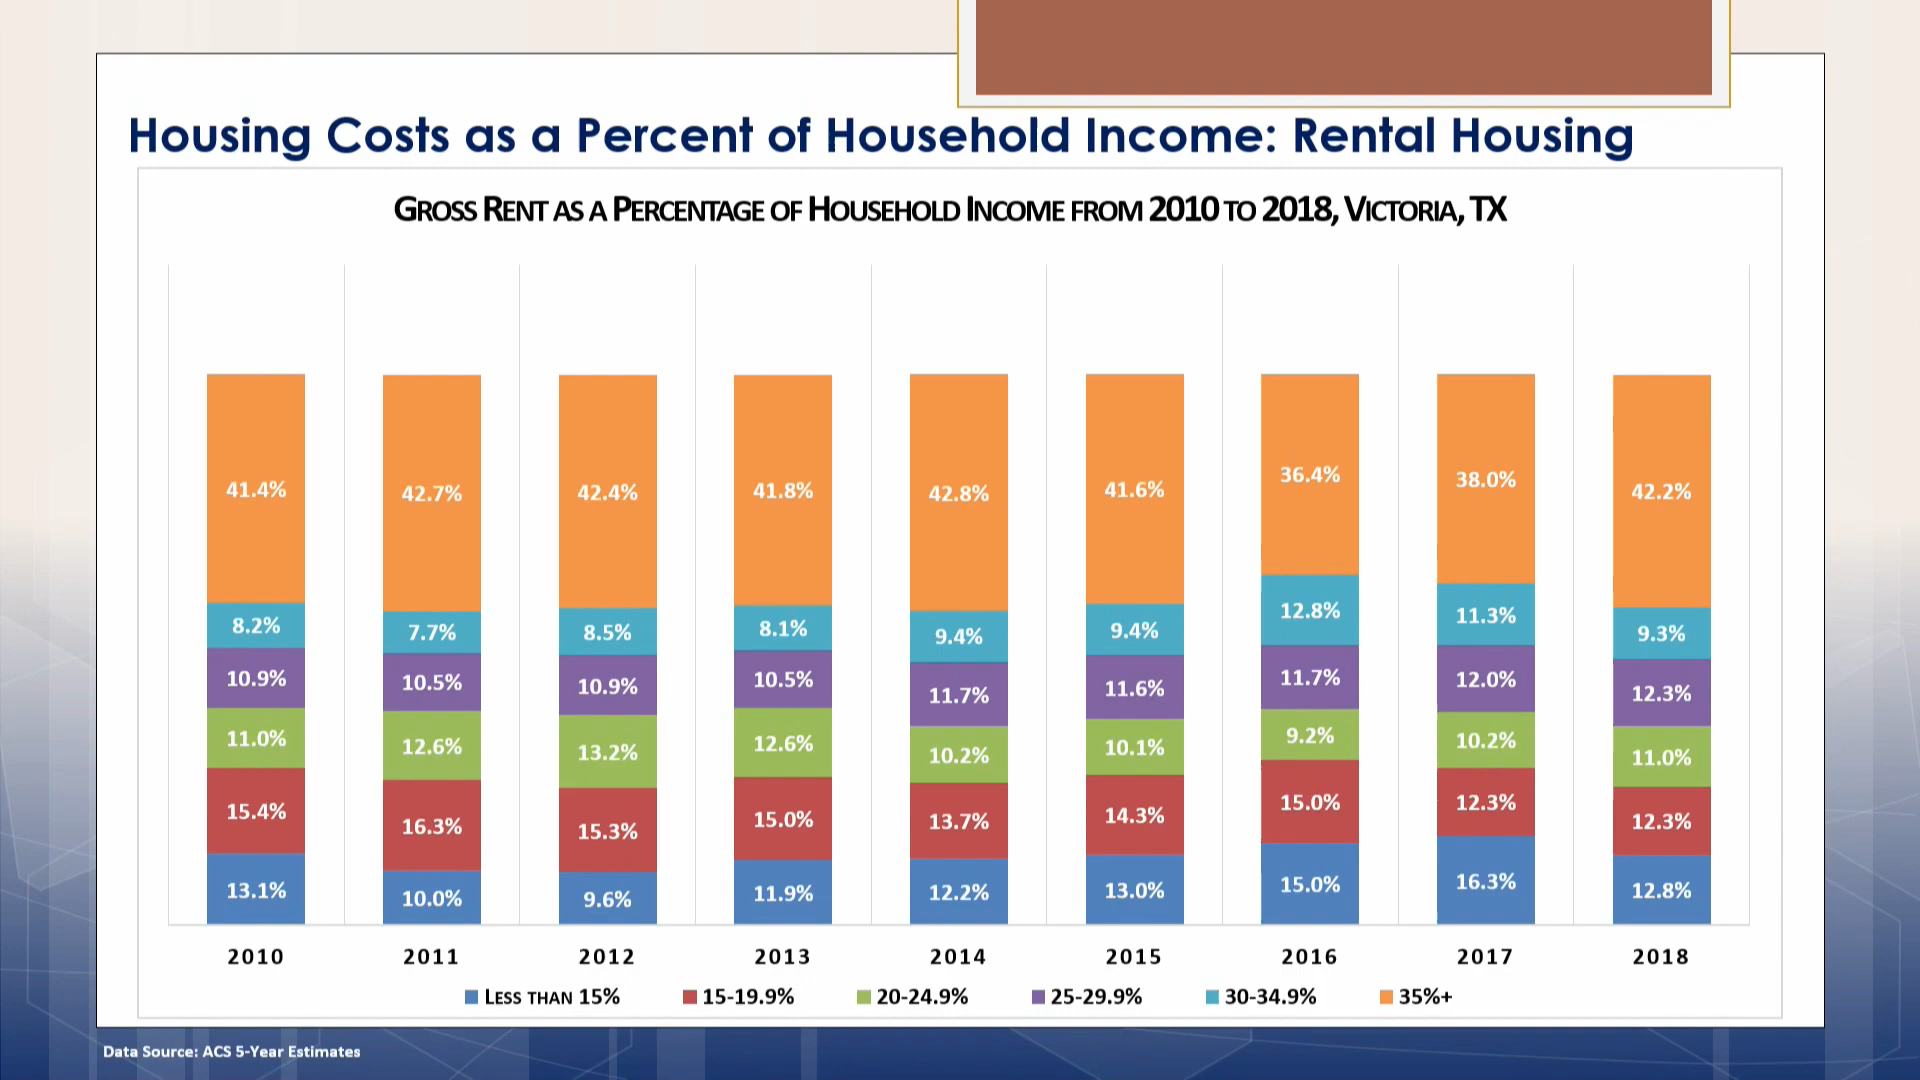 Housing Costs as a Percent of Household Income: Rental Housing
Gross Rent as a Percentage of Household Income from 2010 to 2018, Victoria, TX
41.4% 42.7% 42.4% 41.8% 42.8% 41.6% 36.4% 38.0% 42.2%
8.2% 7.7% 8.5% 8.1% 9.4% 9.4% 12.8% 11.3% 9.3%
10.9% 10.5% 10.9% 10.5% 11.7% 11.6% 11.7% 12.0% 12.3%
11.0% 12.6% 13.2% 12.6% 10.2% 10.1% 9.2% 10.2% 11.0%
15.4% 16.3% 15.3% 15.0% 13.7% 14.3% 15.0% 12.3% 12.3%
13.1% 10.0% 9.6% 11.9% 12.2% 13.0% 15.0% 16.3% 12.8%
2010 2011 2012 2013 2014 2015 2016 2017 2018
Less than 15% 15-19.9% 20-24.9% 25-29.9% 30-34.9% 35%+
Data Source: ACS 5-Year Estimates